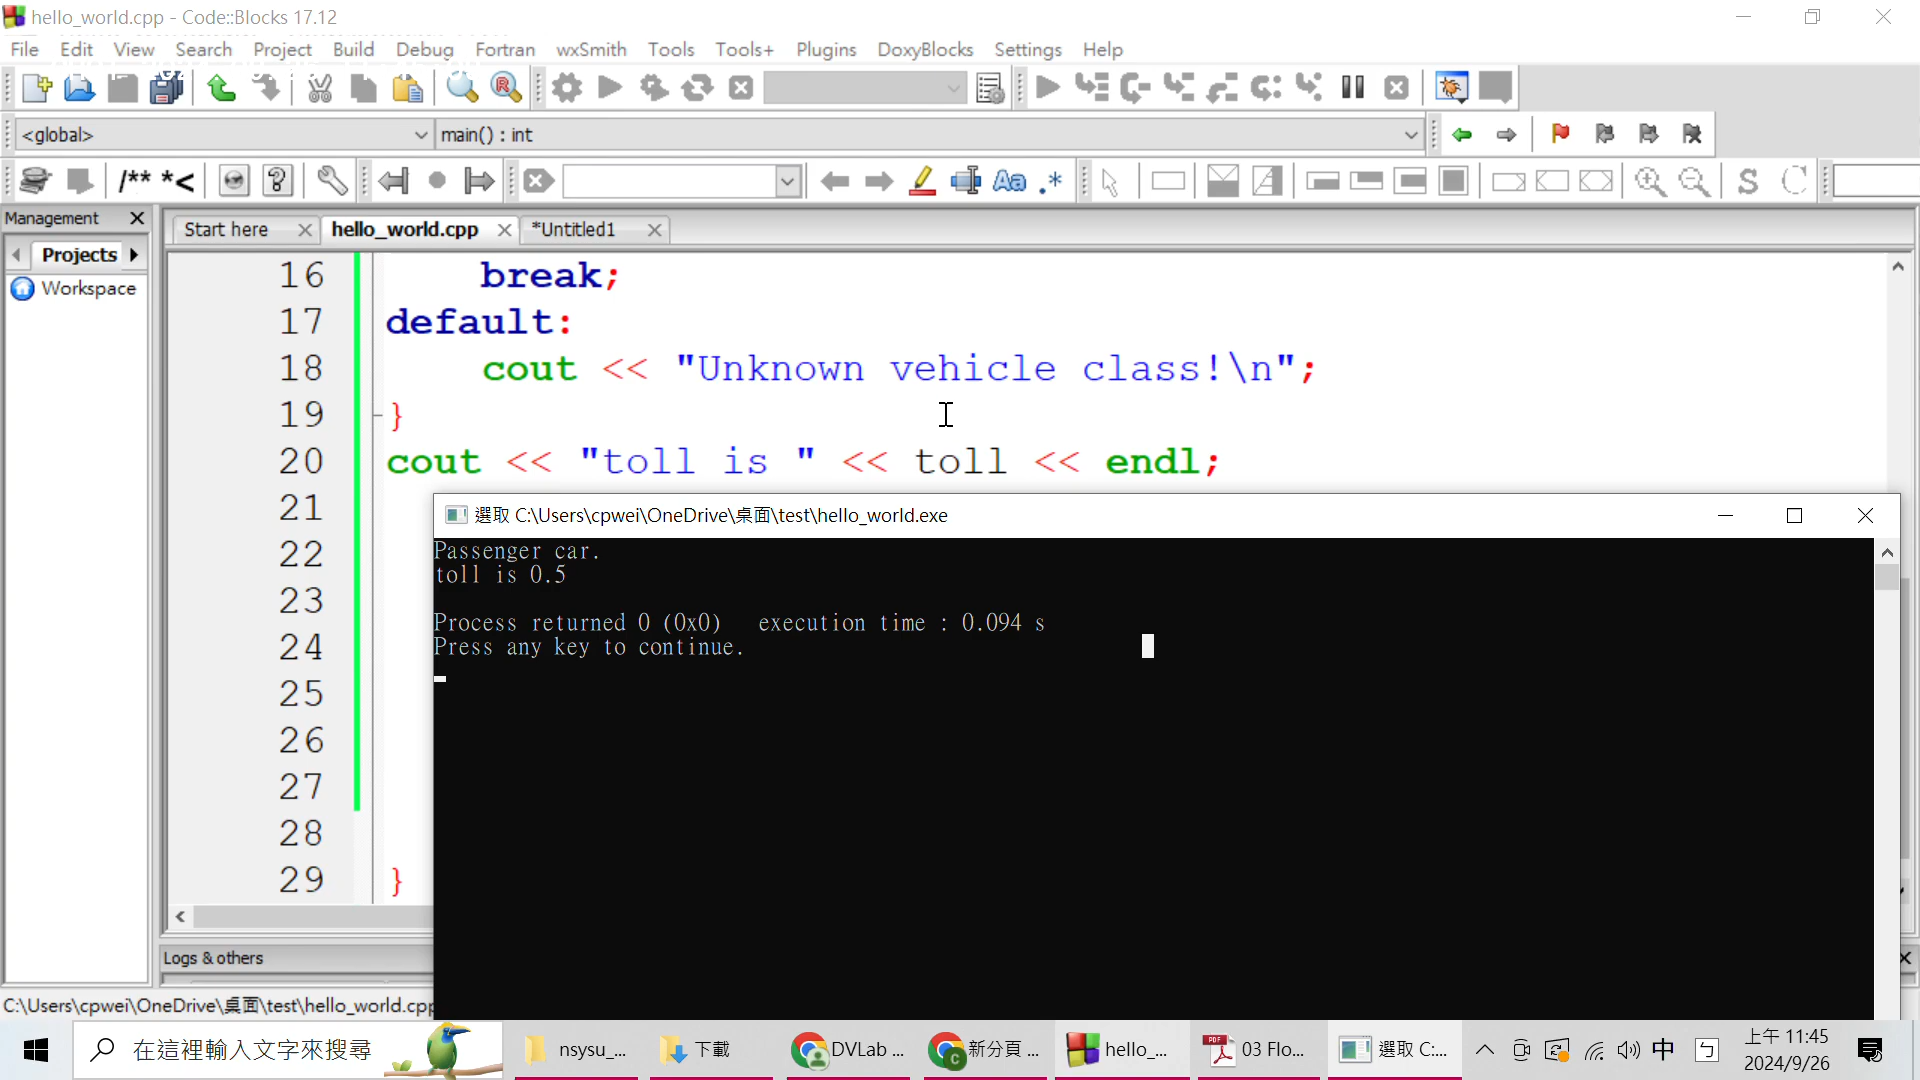 hello_world.cpp - Code::Blocks 17.12
File Edit View Search Project Build Debug Fortran wxSmith Tools Tools+ Plugins DoxyBlocks Settings Help
<global> main() : int
/** *<
Aa .* S
Management
Start here hello_world.cpp *Untitled1
Projects
Workspace
16 break;
17 default:
18 cout << "Unknown vehicle class!\n";
19 }
20 cout << "toll is " << toll << endl;
21
22
23
24
25
26
27
28
29 }
選取 C:\Users\cpwei\OneDrive\桌面\test\hello_world.exe
Passenger car.
toll is 0.5
Process returned 0 (0x0) execution time : 0.094 s
Press any key to continue.
Logs & others
C:\Users\cpwei\OneDrive\桌面\test\hello_world.cpp
在這裡輸入文字來搜尋
nsysu_...
下載
DVLab ...
新分頁 ...
hello_...
03 Flo...
選取 C:...
中
ㄅ
上午 11:45
2024/9/26